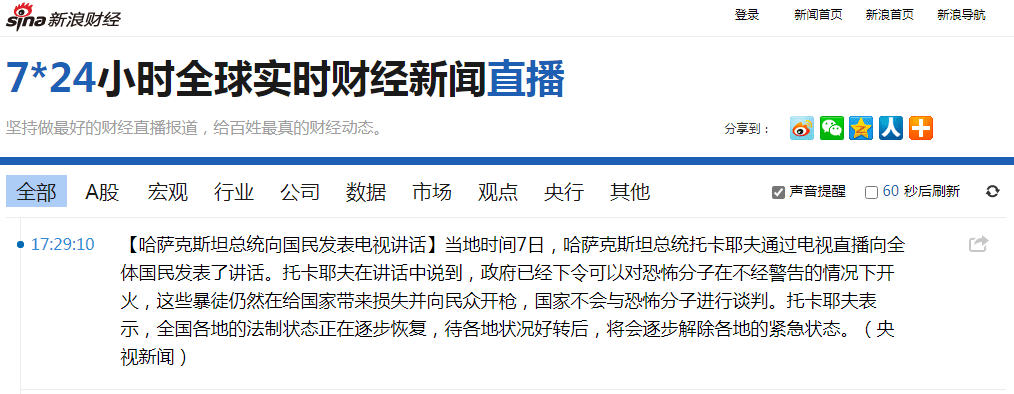 sina新浪财经
登录 新闻首页 新浪首页 新浪导航
7*24小时全球实时财经新闻直播
坚持做最好的财经直播报道，给百姓最真的财经动态。
分享到：
全部 A股 宏观 行业 公司 数据 市场 观点 央行 其他 声音提醒 60 秒后刷新
17:29:10 【哈萨克斯坦总统向国民发表电视讲话】当地时间7日，哈萨克斯坦总统托卡耶夫通过电视直播向全
体国民发表了讲话。托卡耶夫在讲话中说到，政府已经下令可以对恐怖分子在不经警告的情况下开
火，这些暴徒仍然在给国家带来损失并向民众开枪，国家不会与恐怖分子进行谈判。托卡耶夫表
示，全国各地的法制状态正在逐步恢复，待各地状况好转后，将会逐步解除各地的紧急状态。（央
视新闻）